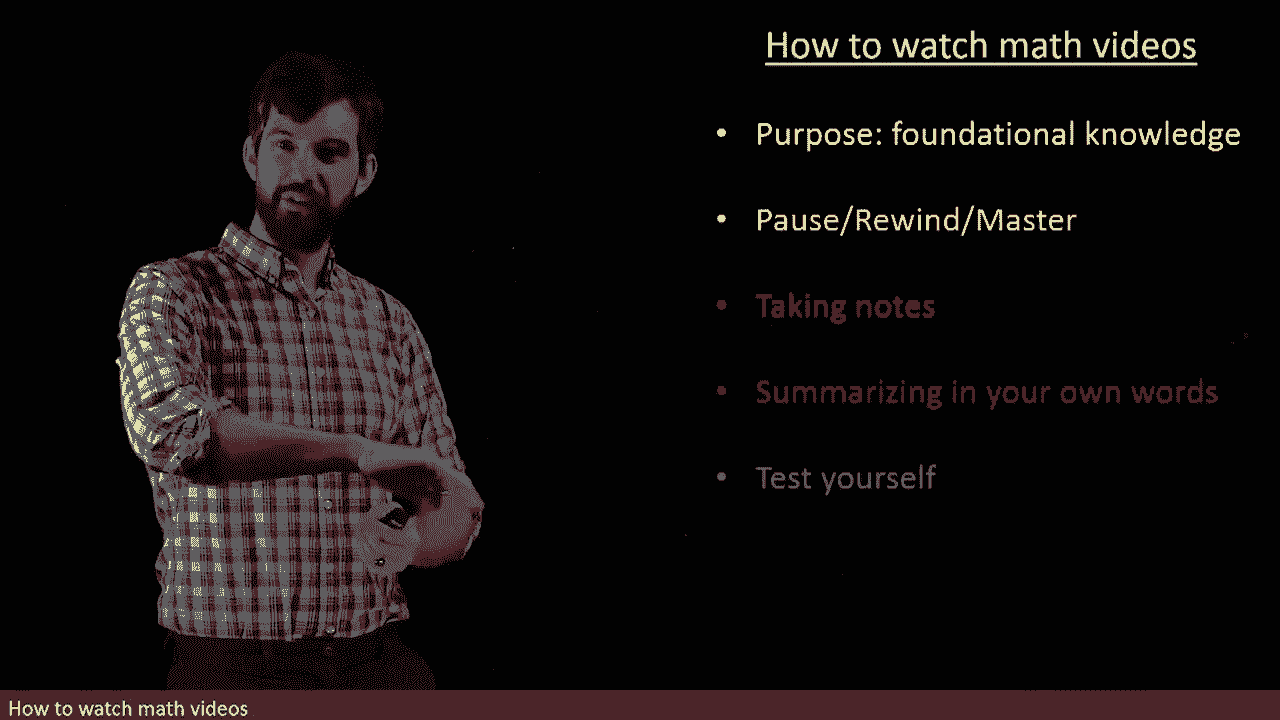 How to watch math videos
• Purpose: foundational knowledge
• Pause/Rewind/Master
• Taking notes
• Summarizing in your own words
• Test yourself
How to watch math videos